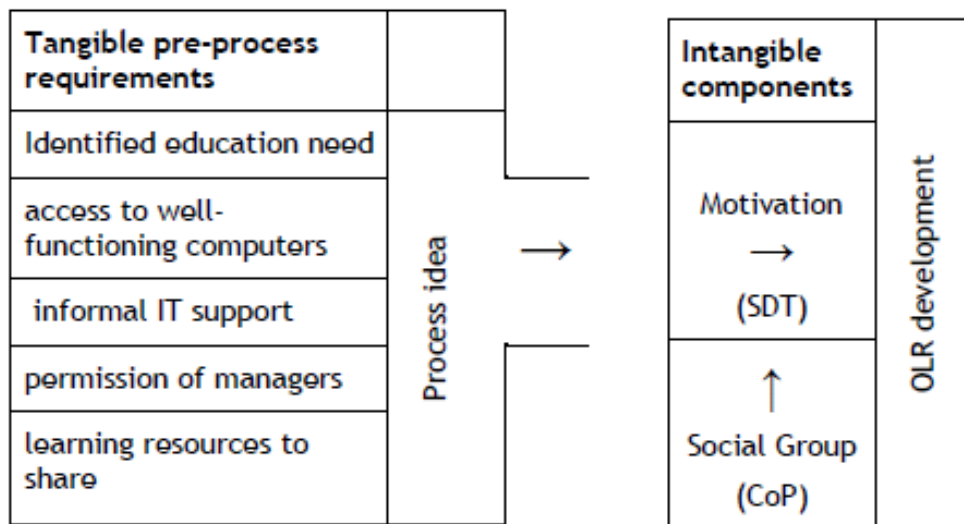 Tangible pre-process
requirements
Identified education need
access to well-
functioning computers
informal IT support
permission of managers
learning resources to
share
Process idea
→
Intangible
components
Motivation
→
(SDT)
↑
Social Group
(CoP)
OLR development